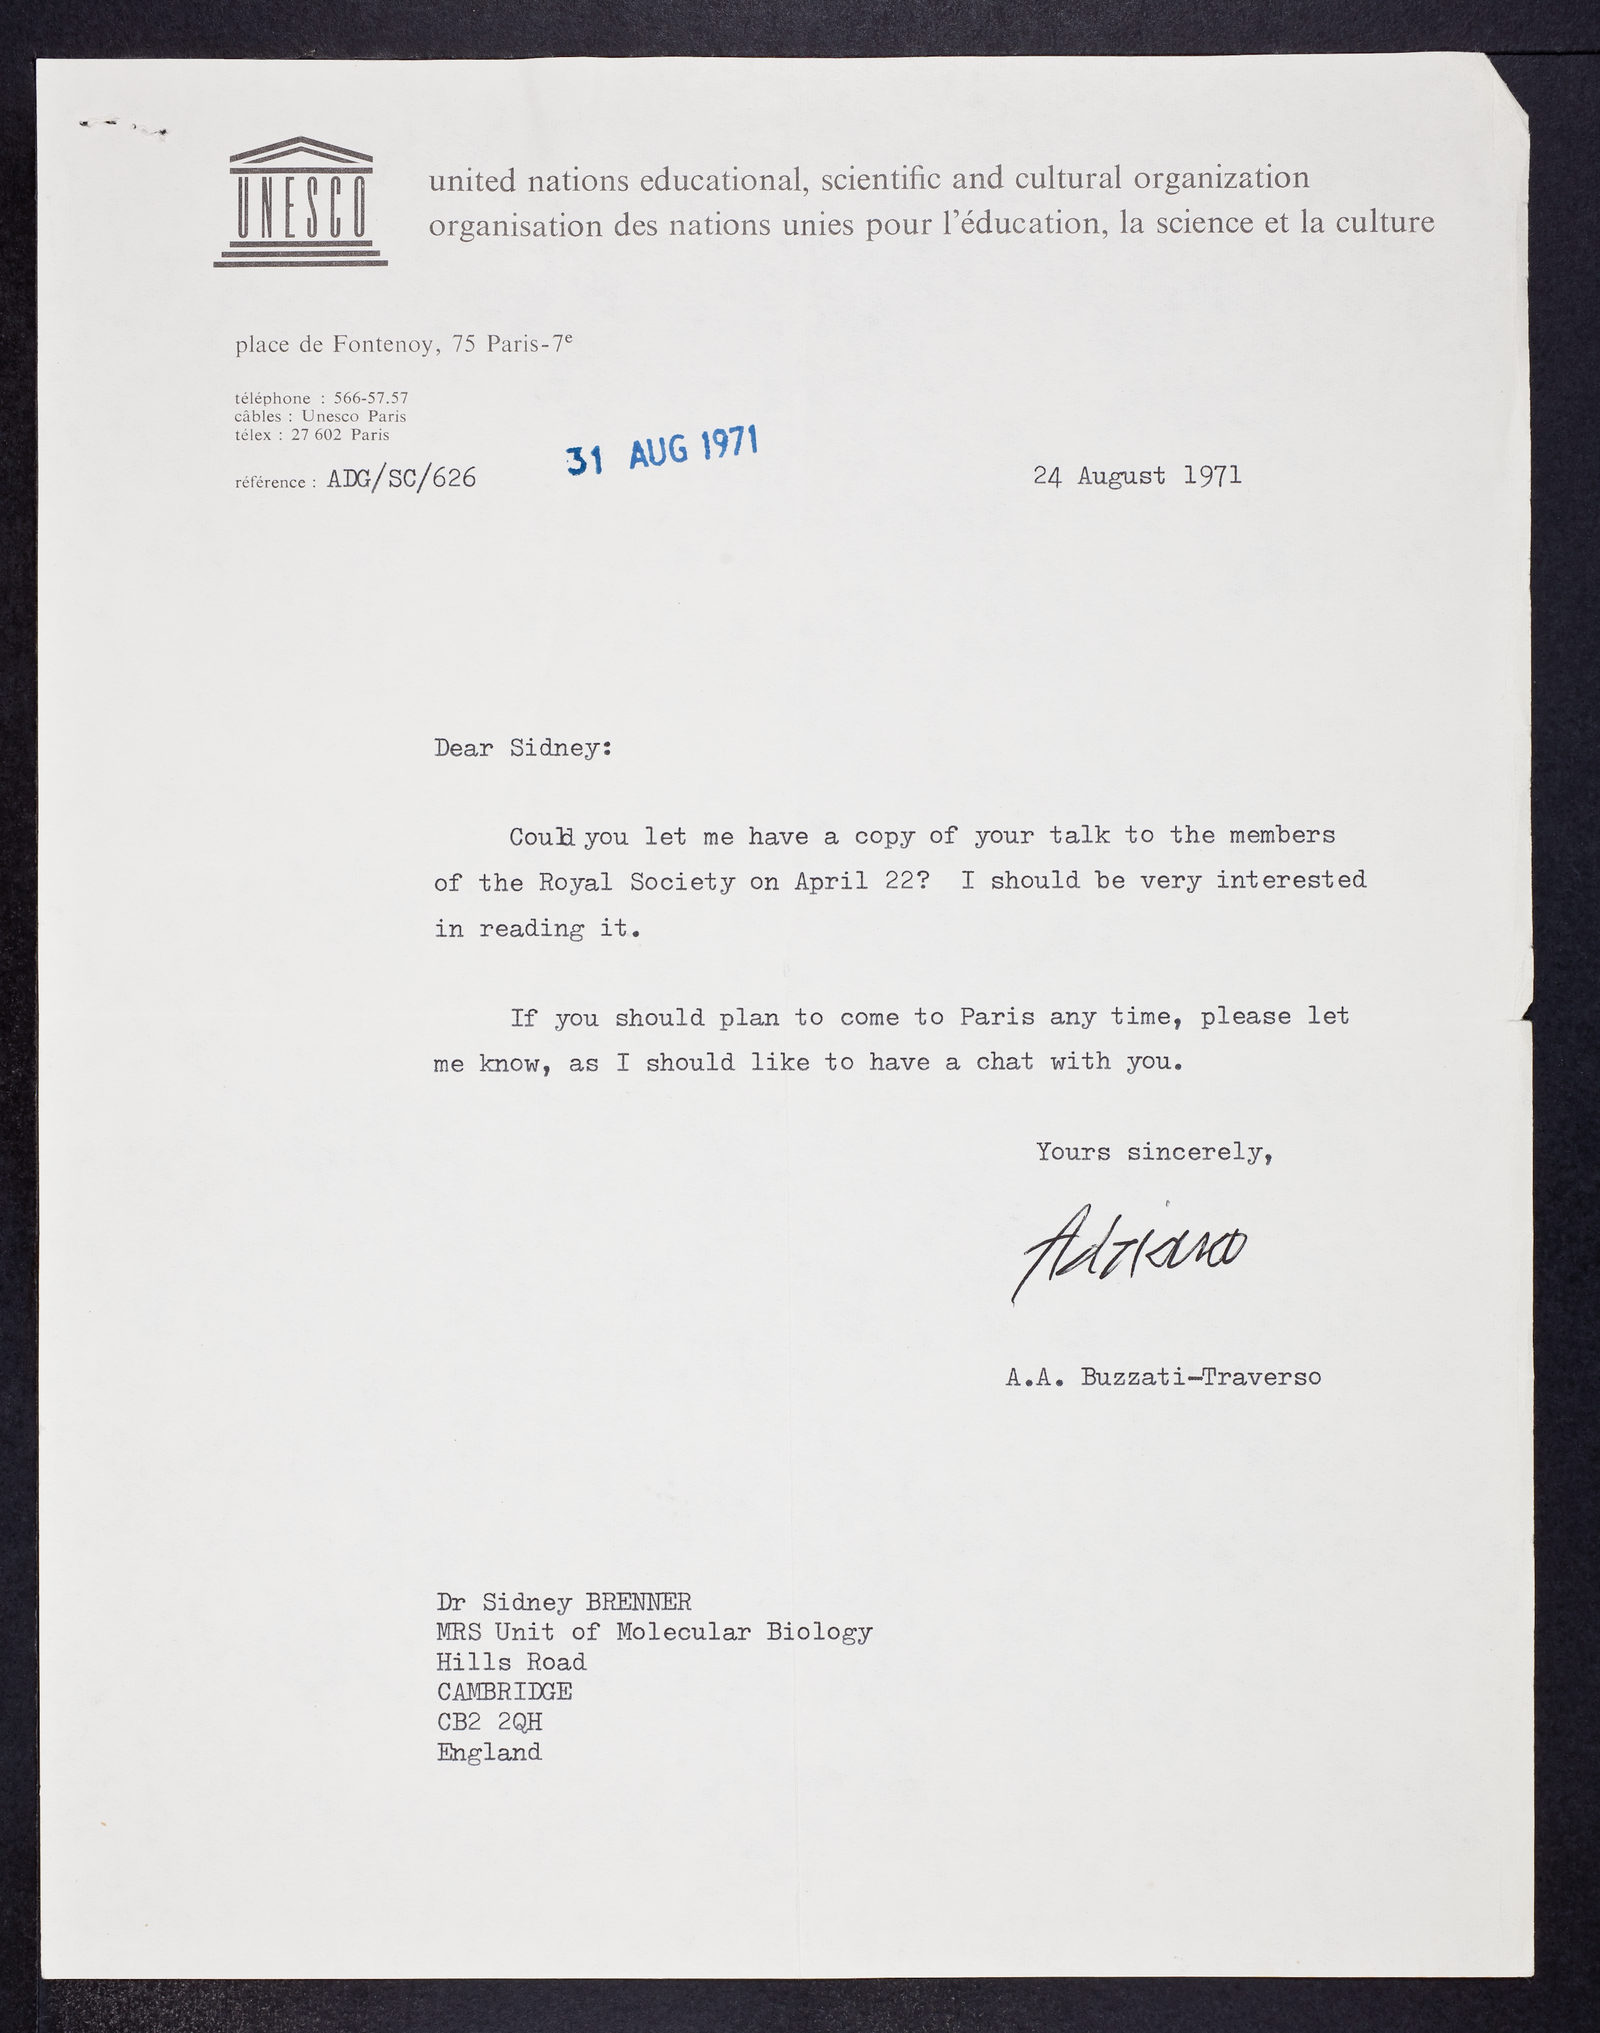 UNESCO
united nations educational, scientific and cultural organization
organisation des nations unies pour l'éducation, la science et la culture
place de Fontenoy, 75 Paris-7e
téléphone : 566-57.57
câbles : Unesco Paris
télex : 27 602 Paris
référence : ADG/SC/626
31 AUG 1971
24 August 1971
Dear Sidney:
Could you let me have a copy of your talk to the members
of the Royal Society on April 22? I should be very interested
in reading it.
If you should plan to come to Paris any time, please let
me know, as I should like to have a chat with you.
Yours sincerely,
Adriano
A.A. Buzzati-Traverso
Dr Sidney BRENNER
MRS Unit of Molecular Biology
Hills Road
CAMBRIDGE
CB2 2QH
England